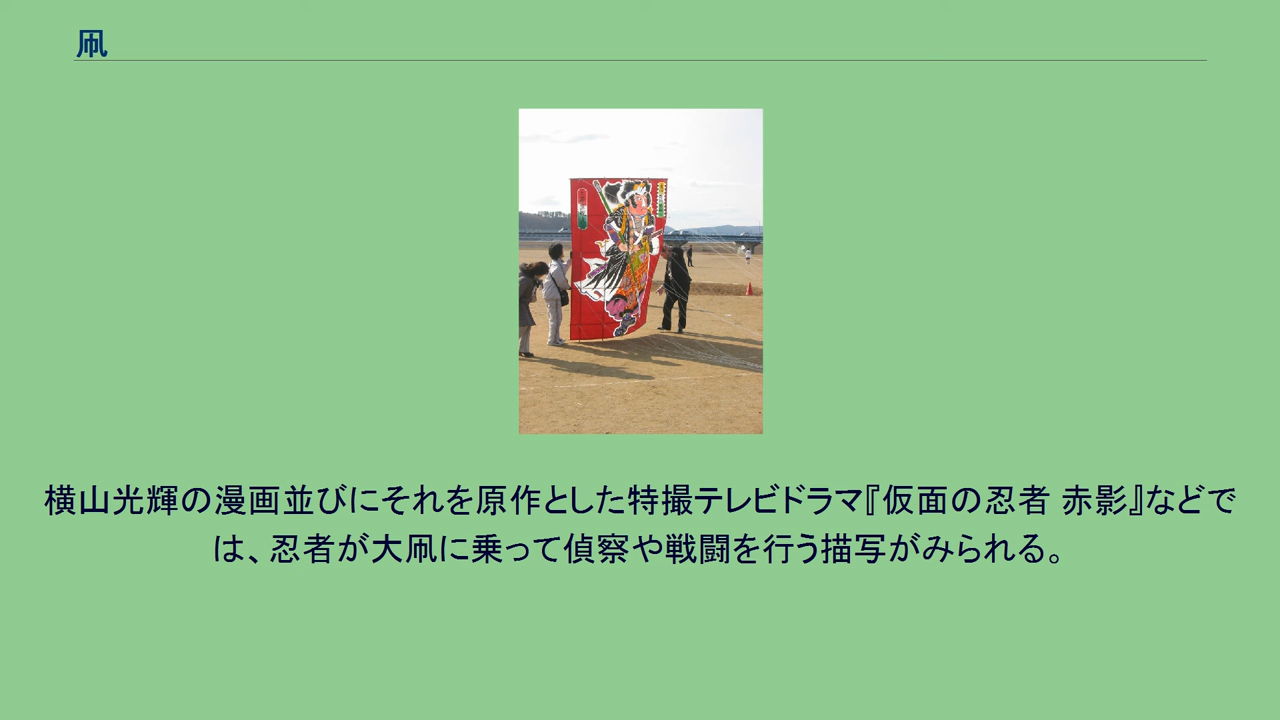 凧
横山光輝の漫画並びにそれを原作とした特撮テレビドラマ『仮面の忍者 赤影』などで
は、忍者が大凧に乗って偵察や戦闘を行う描写がみられる。